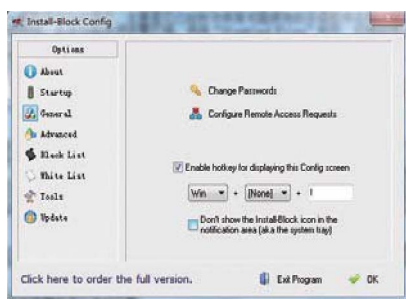 Install-Block Config
Options
About
Startup
General
Advanced
Block List
White List
Tools
Update
Change Passwords
Configure Remote Access Requests
Enable hotkey for displaying this Config screen
Win + [None] +
Don't show the Install-Block icon in the
notification area (aka the system tray)
Click here to order the full version.
Exit Program
OK